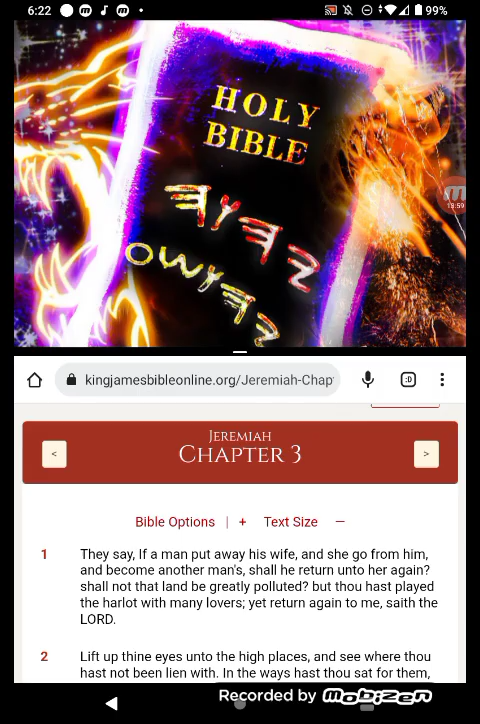 6:22 99%
HOLY
BIBLE
𐤉𐤄𐤅𐤄
𐤉𐤄𐤅𐤔𐤏
18:59
kingjamesbibleonline.org/Jeremiah-Chap
:D
<
JEREMIAH
CHAPTER 3
>
Bible Options | + Text Size —
1 They say, If a man put away his wife, and she go from him,
and become another man's, shall he return unto her again?
shall not that land be greatly polluted? but thou hast played
the harlot with many lovers; yet return again to me, saith the
LORD.
2 Lift up thine eyes unto the high places, and see where thou
hast not been lien with. In the ways hast thou sat for them,
Recorded by Mobizen